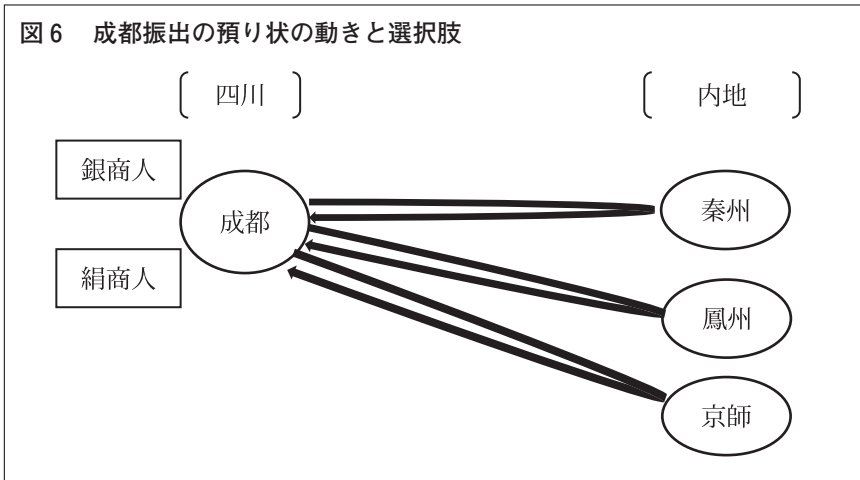 図6 成都振出の預り状の動きと選択肢
〔 四川 〕
〔 内地 〕
銀商人
成都
秦州
絹商人
鳳州
京師